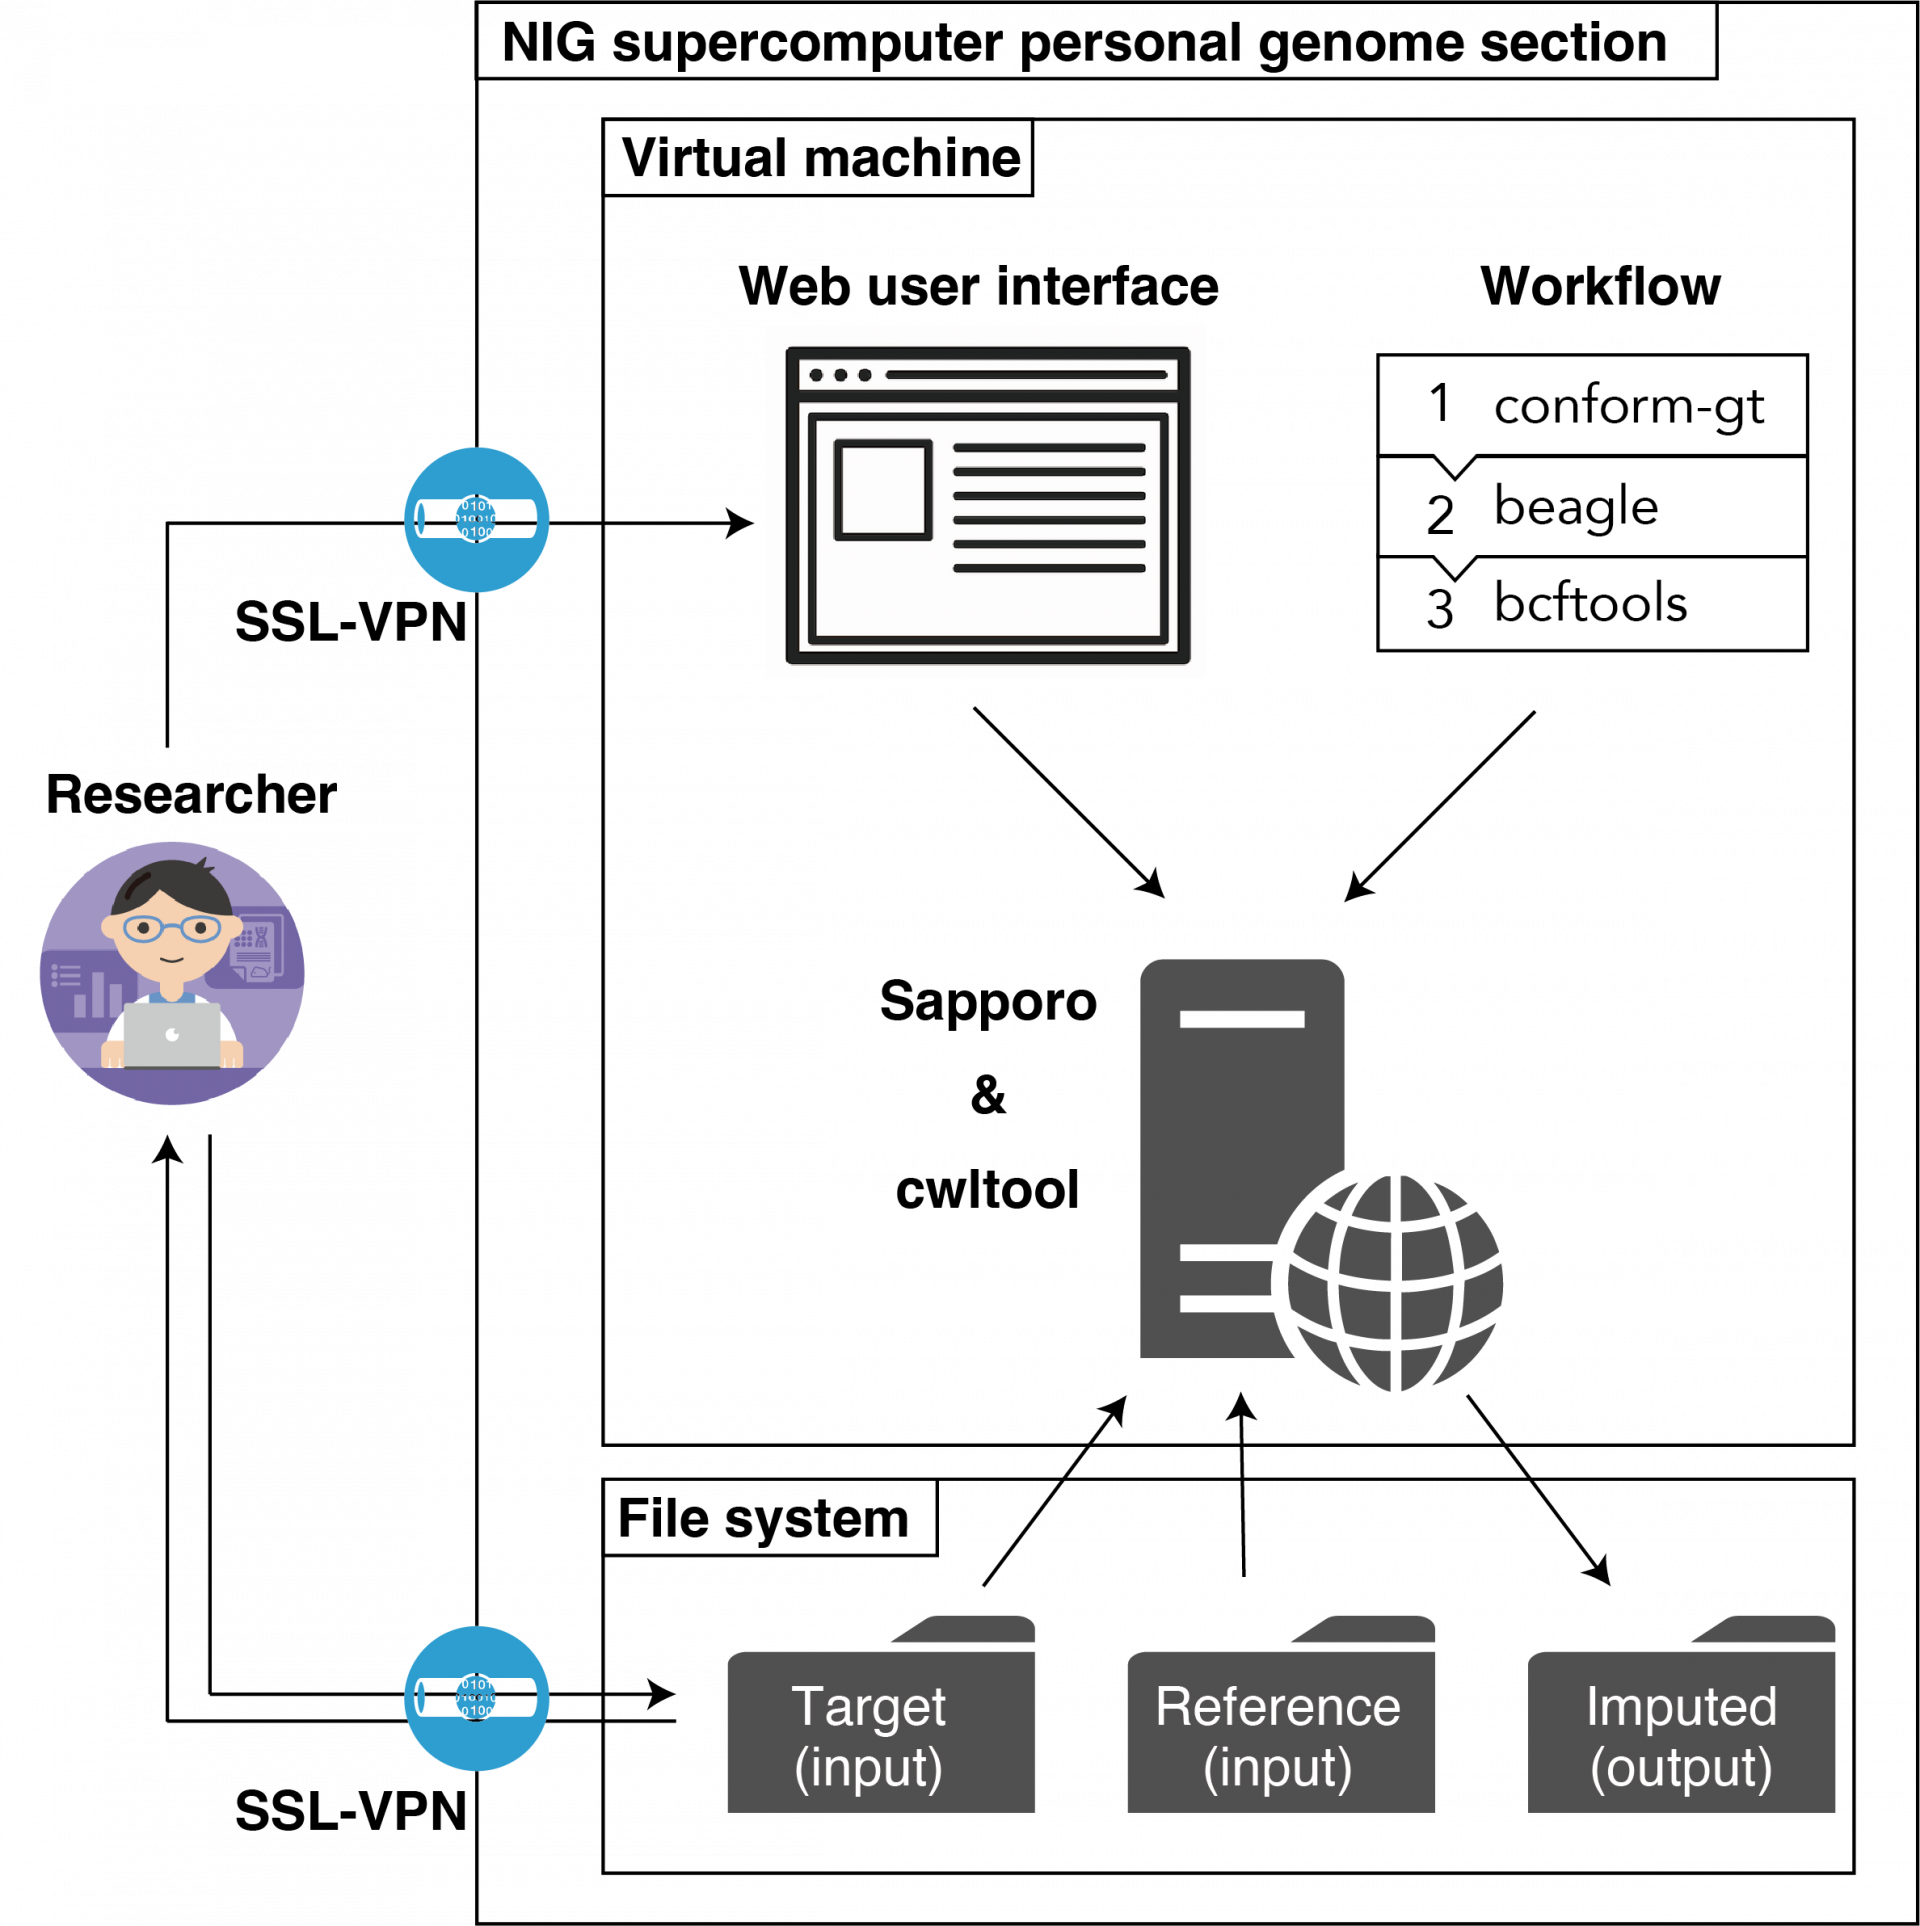 NIG supercomputer personal genome section
Virtual machine
Web user interface
Workflow
1 conform-gt
2 beagle
3 bcftools
SSL-VPN
Researcher
Sapporo
&
cwltool
File system
Target
(input)
Reference
(input)
Imputed
(output)
SSL-VPN